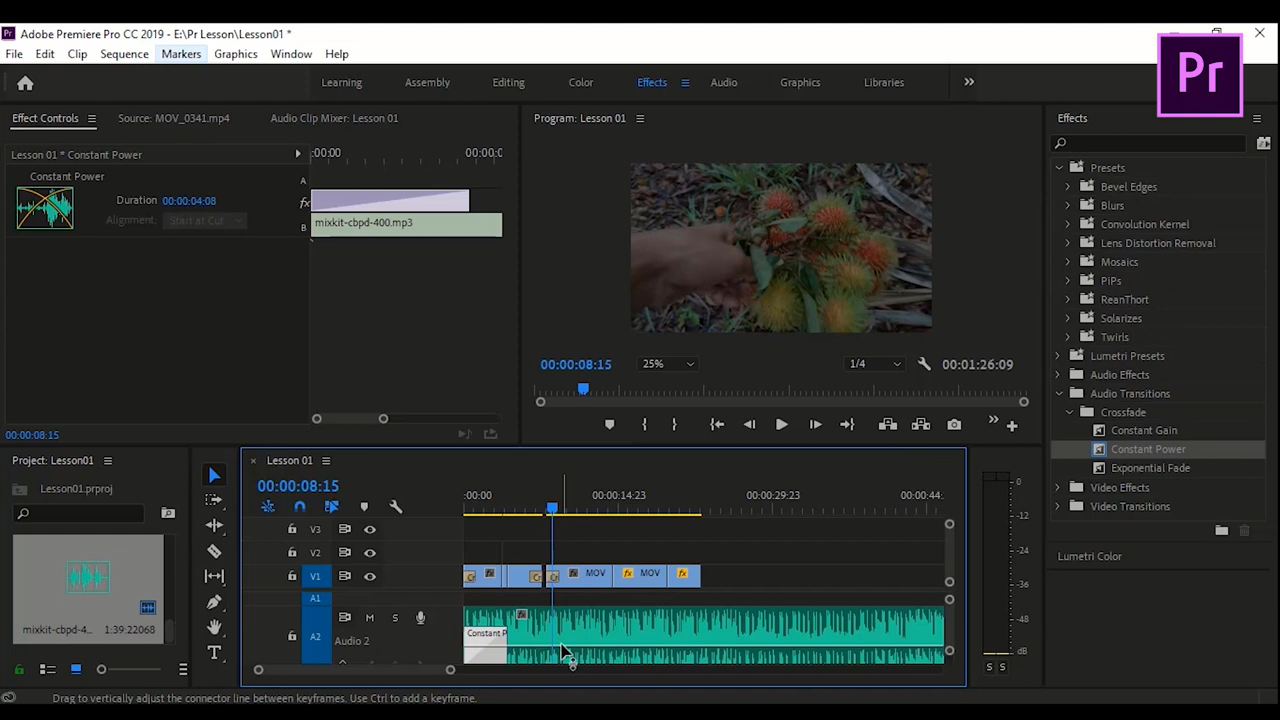 Adobe Premiere Pro CC 2019 - E:\Pr Lesson\Lesson01 *
File Edit Clip Sequence Markers Graphics Window Help
Pr
Learning Assembly Editing Color Effects Audio Graphics Libraries
Effect Controls Source: MOV_0341.mp4 Audio Clip Mixer: Lesson 01
Lesson 01 * Constant Power
:00:00 00:00:0
Constant Power
A
Duration 00:00:04:08
fx
Alignment: Start at Cut
B mixkit-cbpd-400.mp3
00:00:08:15
Program: Lesson 01
00:00:08:15 25% 1/4 00:01:26:09
Effects
Presets
Bevel Edges
Blurs
Convolution Kernel
Lens Distortion Removal
Mosaics
PiPs
ReanThort
Solarizes
Twirls
Lumetri Presets
Audio Effects
Audio Transitions
Crossfade
Constant Gain
Constant Power
Exponential Fade
Video Effects
Video Transitions
Lumetri Color
Project: Lesson01
Lesson01.prproj
mixkit-cbpd-4... 1:39:22068
Lesson 01
00:00:08:15
:00:00 00:00:14:23 00:00:29:23 00:00:44:
V3
V2
V1 MOV MOV
A1
A2 M S
Audio 2
Constant P
0
-12
-24
-36
-48
dB
S S
Drag to vertically adjust the connector line between keyframes. Use Ctrl to add a keyframe.